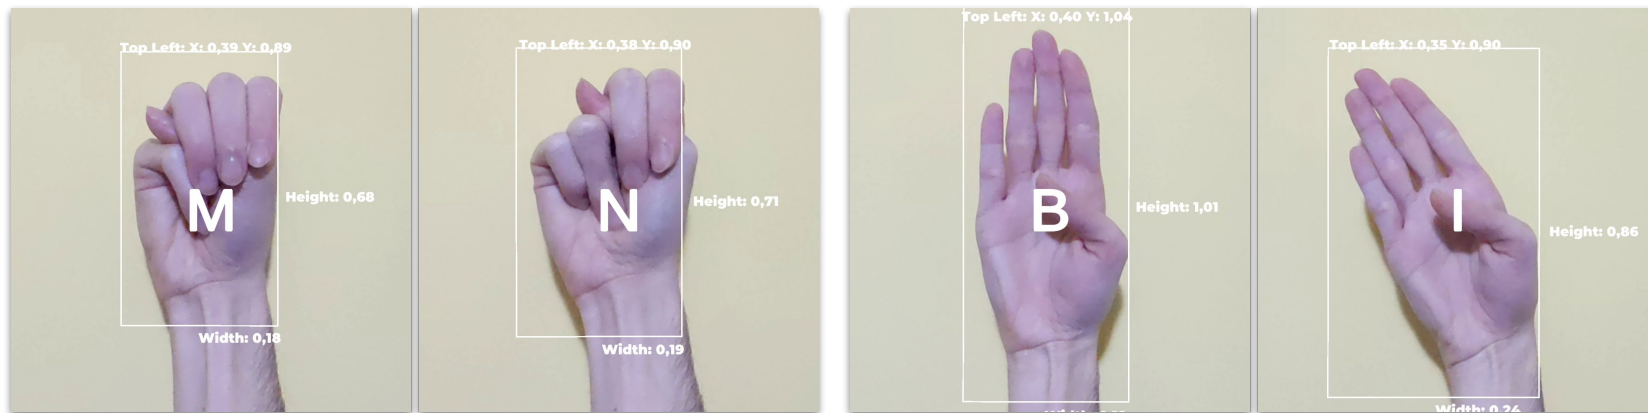 Top Left: X: 0,39 Y: 0,89
M
Height: 0,68
Width: 0,18
Top Left: X: 0,38 Y: 0,90
N
Height: 0,71
Width: 0,19
Top Left: X: 0,40 Y: 1,04
B
Height: 1,01
Top Left: X: 0,35 Y: 0,90
I
Height: 0,86
Width: 0,24